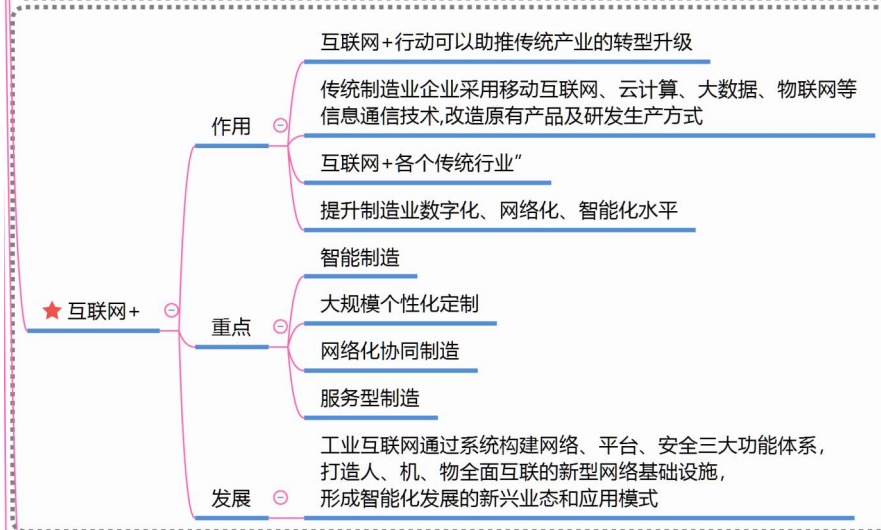 互联网+
作用
互联网+行动可以助推传统产业的转型升级
传统制造业企业采用移动互联网、云计算、大数据、物联网等
信息通信技术,改造原有产品及研发生产方式
互联网+各个传统行业”
提升制造业数字化、网络化、智能化水平
重点
智能制造
大规模个性化定制
网络化协同制造
服务型制造
发展
工业互联网通过系统构建网络、平台、安全三大功能体系，
打造人、机、物全面互联的新型网络基础设施，
形成智能化发展的新兴业态和应用模式